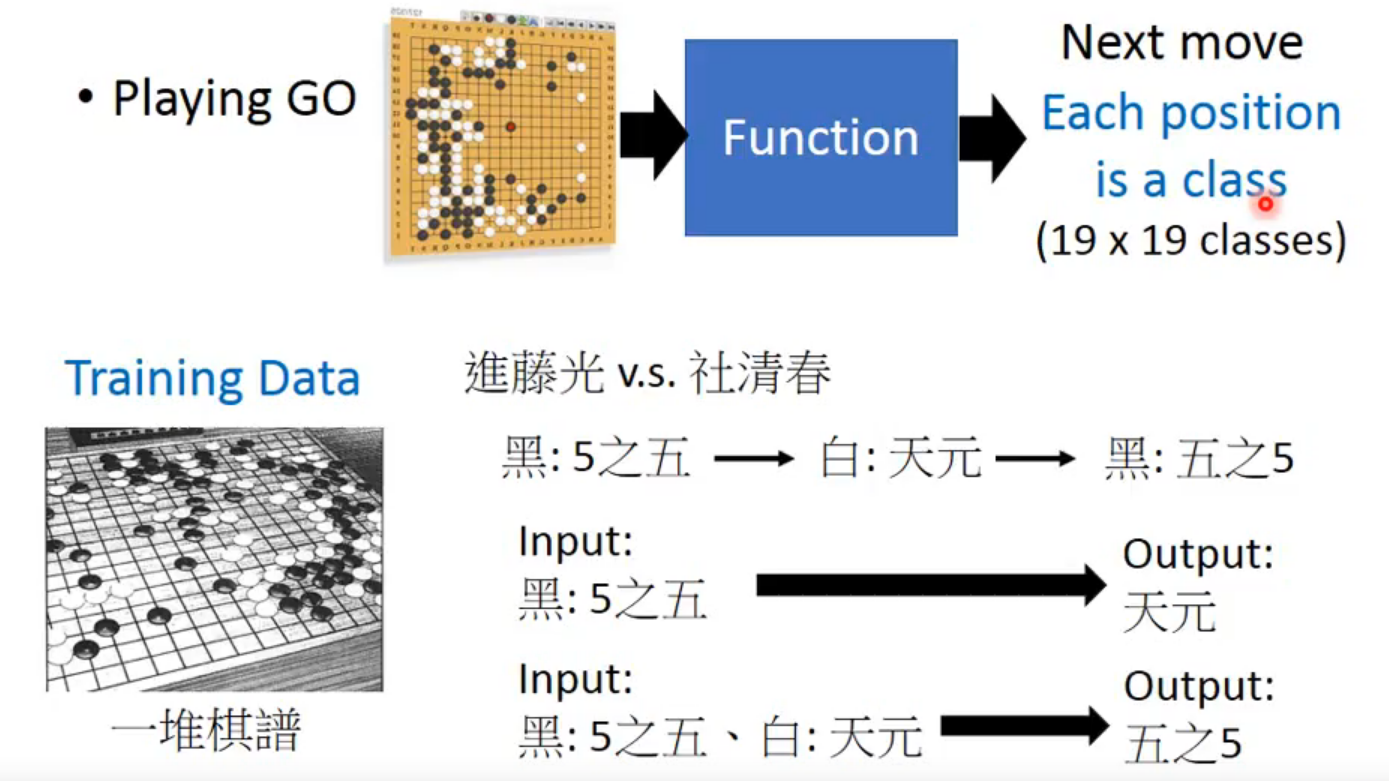 • Playing GO
Function
Next move
Each position
is a class
(19 x 19 classes)
Training Data
一堆棋譜
進藤光 v.s. 社清春
黑: 5之五 → 白: 天元 → 黑: 五之5
Input:
黑: 5之五
Output:
天元
Input:
黑: 5之五、白: 天元
Output:
五之5